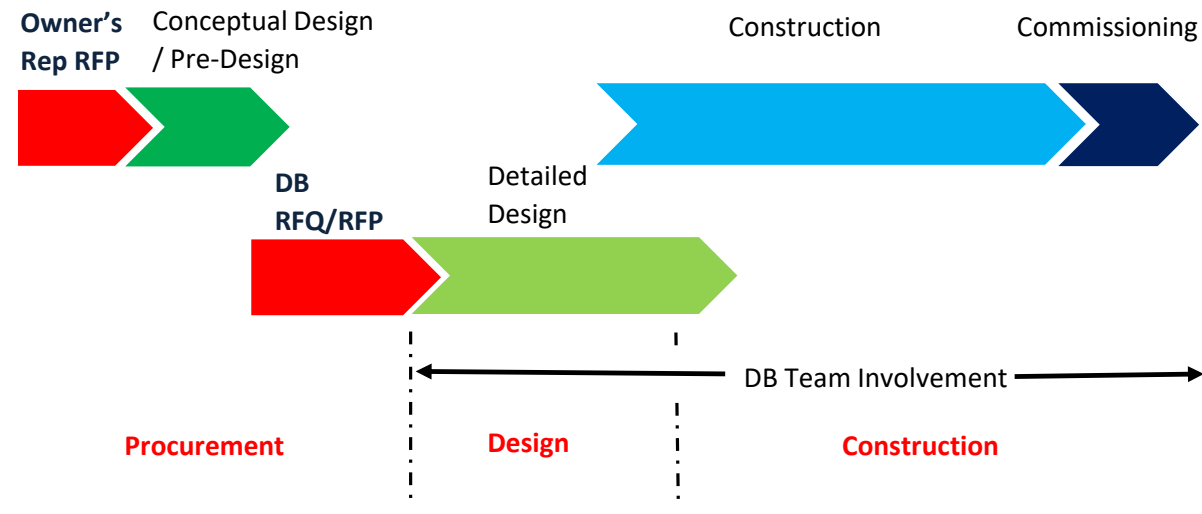 Owner’s
Rep RFP
Conceptual Design
/ Pre-Design
Construction
Commissioning
DB
RFQ/RFP
Detailed
Design
DB Team Involvement
Procurement
Design
Construction